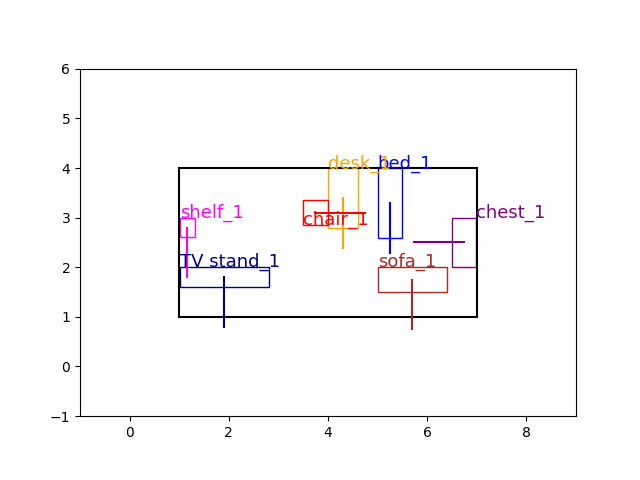 6
5
desk_1
bed_1
4
shelf_1
chest_1
3
chair_1
TV stand_1
sofa_1
2
1
0
−1
0
2
4
6
8